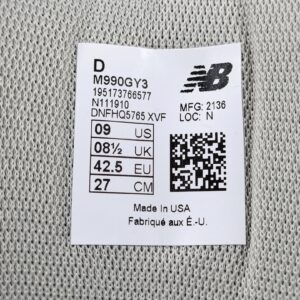 D
M990GY3
195173766577
N111910
DNFHQ5765 XVF
NB
MFG: 2136
LOC: N
09 US
08½ UK
42.5 EU
27 CM
Made In USA
Fabriqué aux É.-U.